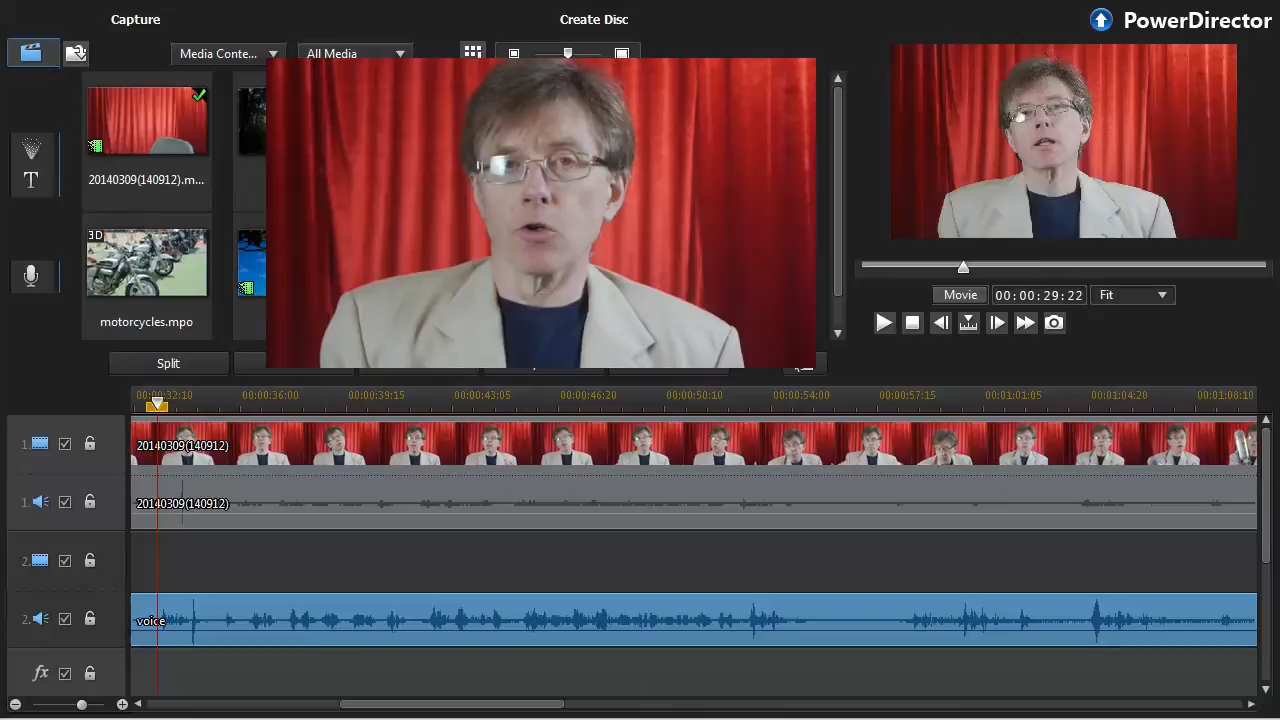 Capture
Create Disc
PowerDirector
Media Conte...
All Media
20140309(140912).m...
T
3D
motorcycles.mpo
Movie
00:00:29:22
Fit
Split
00:00:32:10
00:00:36:00
00:00:39:15
00:00:43:05
00:00:46:20
00:00:50:10
00:00:54:00
00:00:57:15
00:01:01:05
00:01:04:20
00:01:08:10
1.
20140309(140912)
1.
20140309(140912)
2.
2.
voice
fx